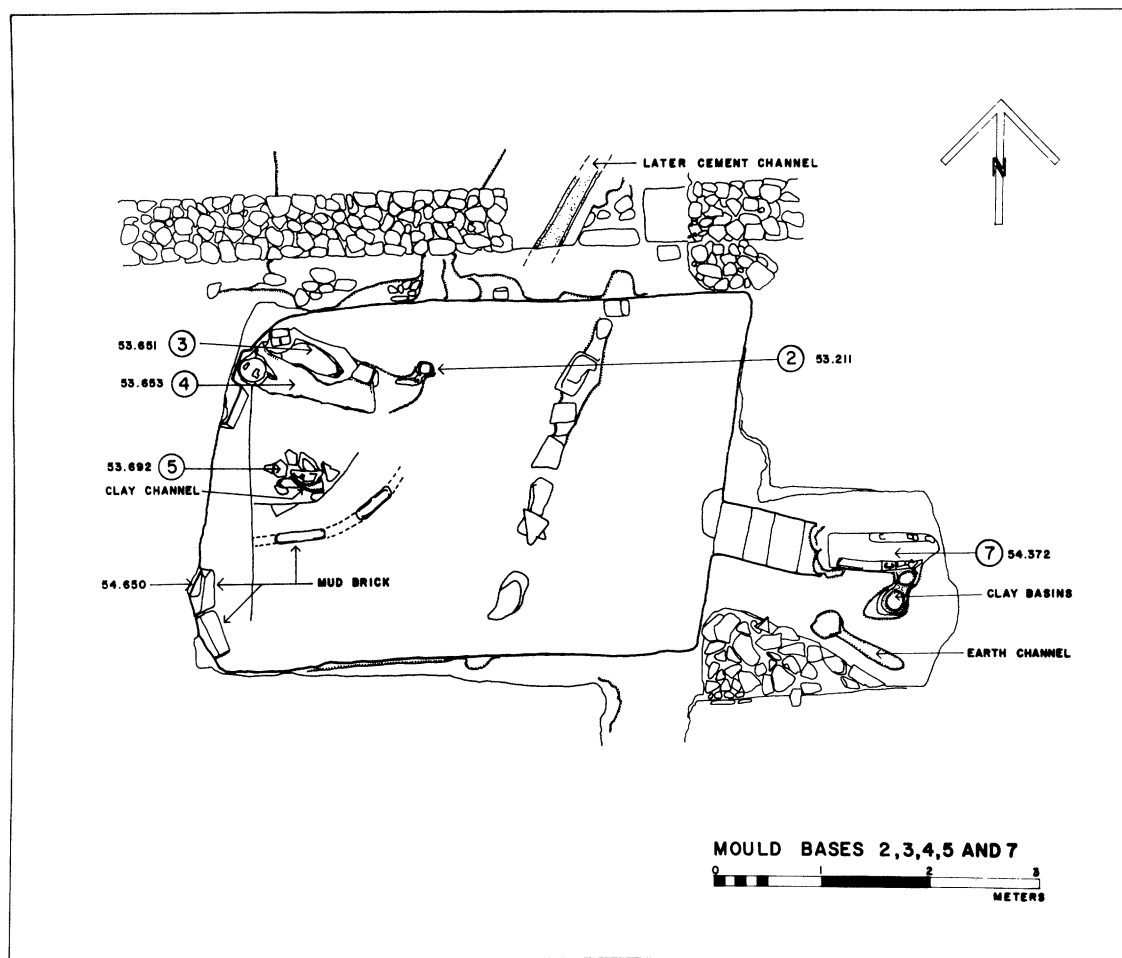 LATER CEMENT CHANNEL
N
53.651 3
2 53.211
53.653 4
53.692 5
CLAY CHANNEL
7 54.372
54.650
MUD BRICK
CLAY BASINS
EARTH CHANNEL
MOULD BASES 2,3,4,5 AND 7
0 1 2 3
METERS